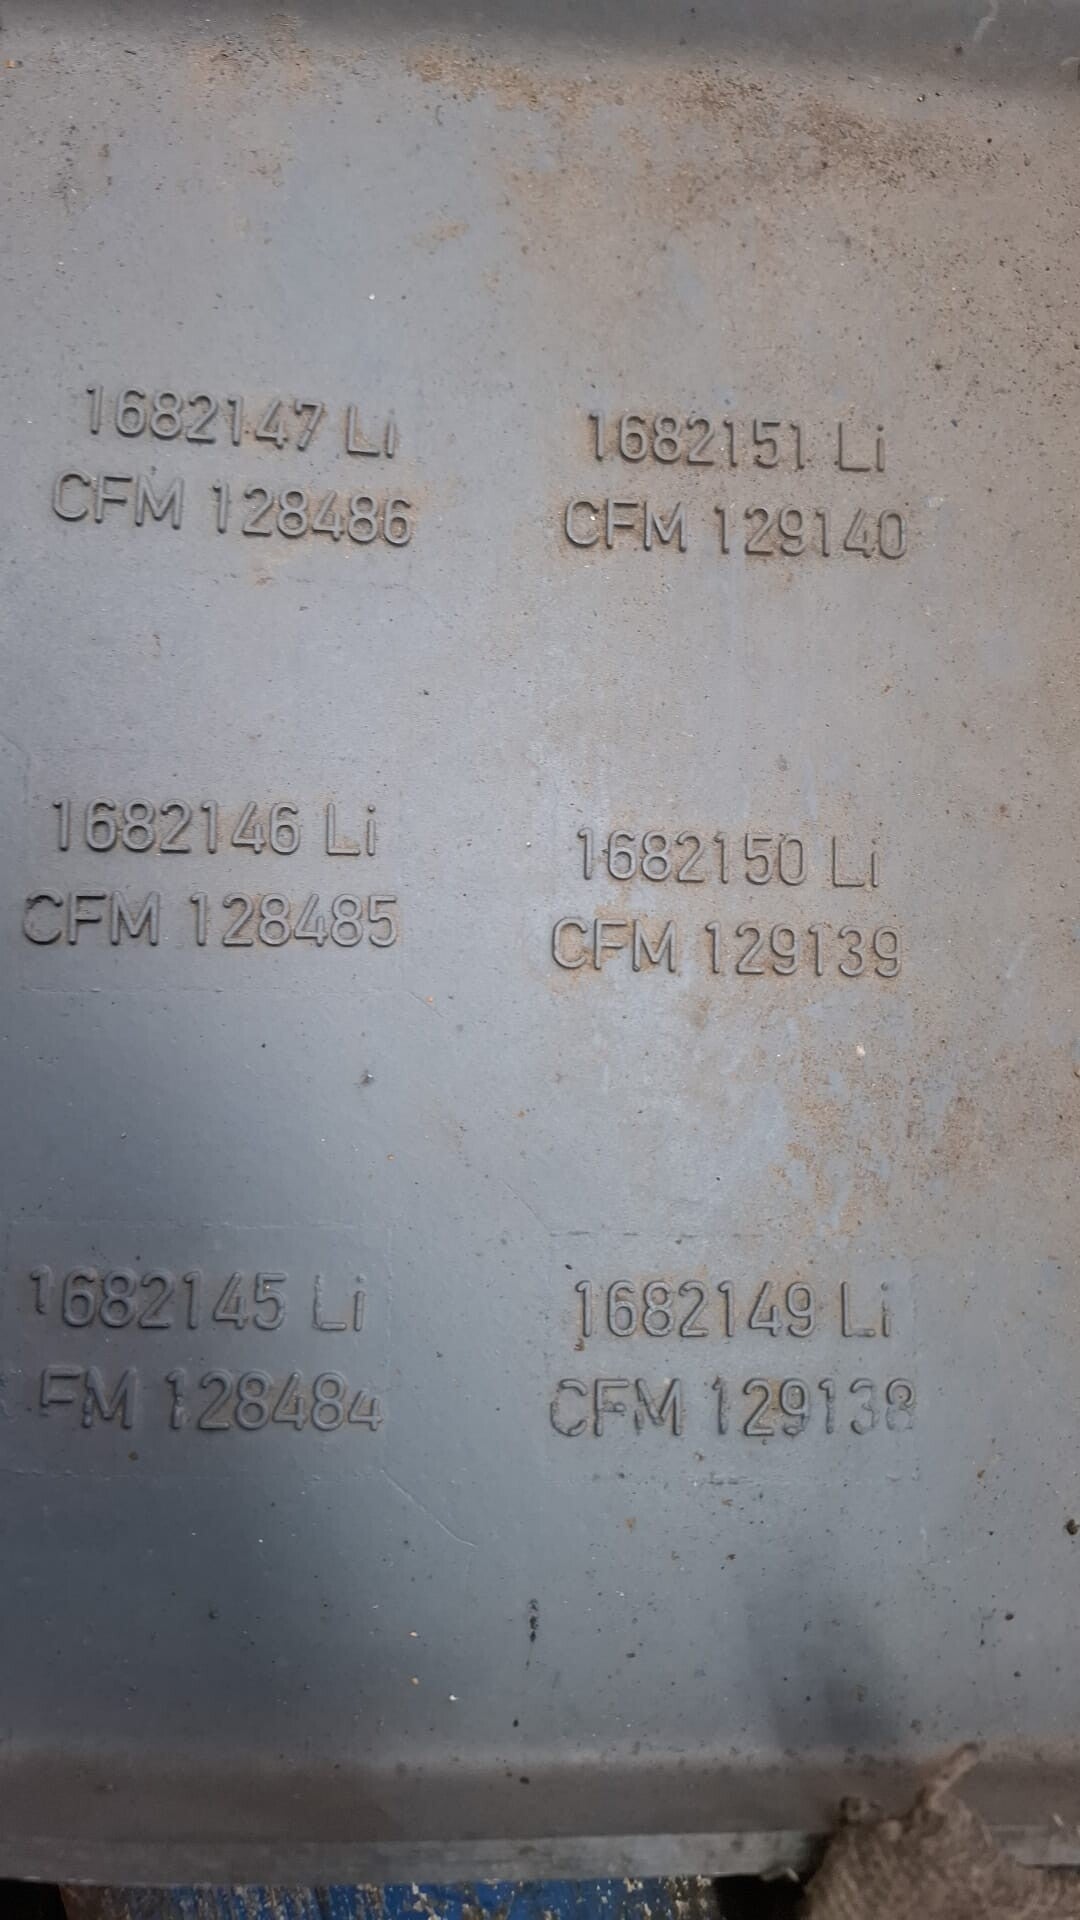 1682147 Li
CFM 128486
1682151 Li
CFM 129140
1682146 Li
CFM 128485
1682150 Li
CFM 129139
1682145 Li
FM 128484
1682149 Li
CFM 129138